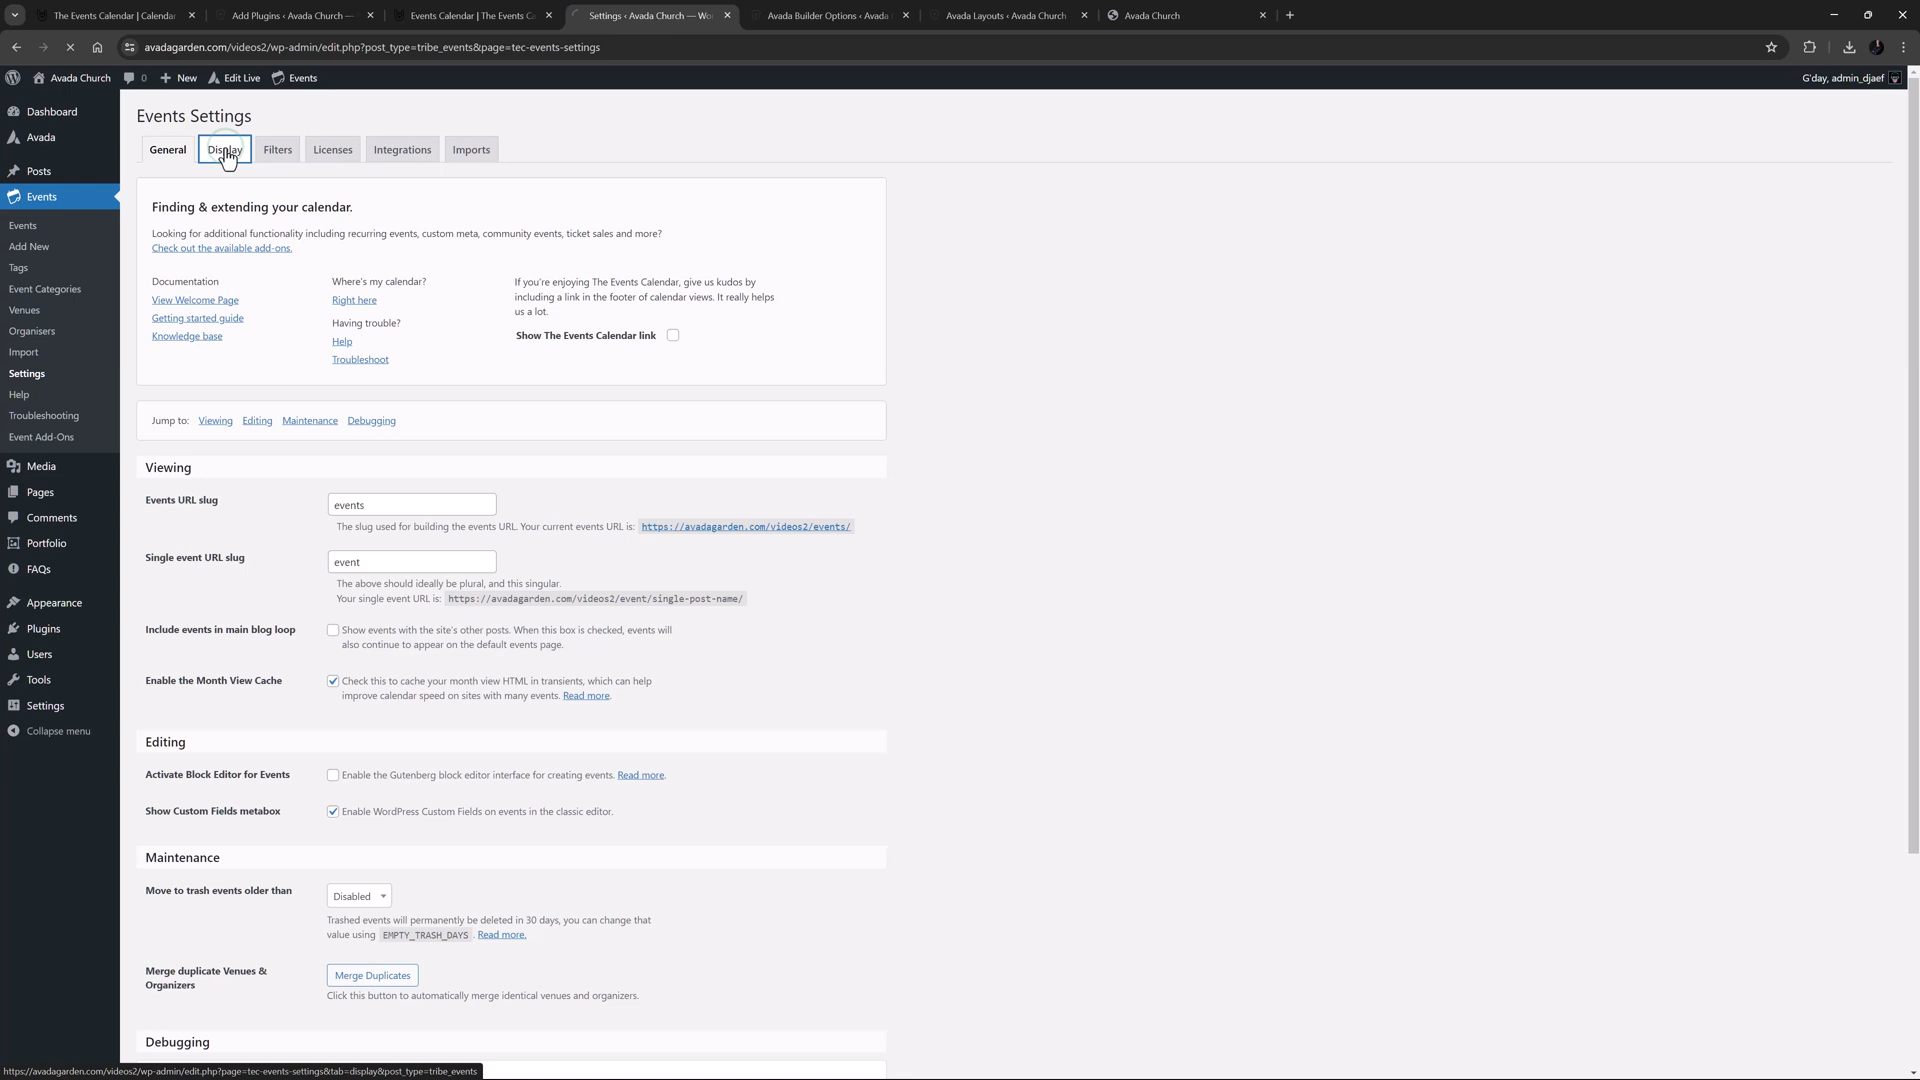 The Events Calendar | Calendar
Add Plugins ‹ Avada Church —
Events Calendar | The Events Ca
Settings ‹ Avada Church — Wo
Avada Builder Options ‹ Avada
Avada Layouts ‹ Avada Church
Avada Church
avadagarden.com/videos2/wp-admin/edit.php?post_type=tribe_events&page=tec-events-settings
Avada Church
0
New
Edit Live
Events
G'day, admin_djaef
Dashboard
Avada
Posts
Events
Events
Add New
Tags
Event Categories
Venues
Organisers
Import
Settings
Help
Troubleshooting
Event Add-Ons
Media
Pages
Comments
Portfolio
FAQs
Appearance
Plugins
Users
Tools
Settings
Collapse menu
Events Settings
General
Display
Filters
Licenses
Integrations
Imports
Finding & extending your calendar.
Looking for additional functionality including recurring events, custom meta, community events, ticket sales and more?
Check out the available add-ons.
Documentation
View Welcome Page
Getting started guide
Knowledge base
Where's my calendar?
Right here
Having trouble?
Help
Troubleshoot
If you're enjoying The Events Calendar, give us kudos by
including a link in the footer of calendar views. It really helps
us a lot.
Show The Events Calendar link
Jump to: Viewing Editing Maintenance Debugging
Viewing
Events URL slug
events
The slug used for building the events URL. Your current events URL is: https://avadagarden.com/videos2/events/
Single event URL slug
event
The above should ideally be plural, and this singular.
Your single event URL is: https://avadagarden.com/videos2/event/single-post-name/
Include events in main blog loop
Show events with the site's other posts. When this box is checked, events will
also continue to appear on the default events page.
Enable the Month View Cache
Check this to cache your month view HTML in transients, which can help
improve calendar speed on sites with many events. Read more.
Editing
Activate Block Editor for Events
Enable the Gutenberg block editor interface for creating events. Read more.
Show Custom Fields metabox
Enable WordPress Custom Fields on events in the classic editor.
Maintenance
Move to trash events older than
Disabled
Trashed events will permanently be deleted in 30 days, you can change that
value using EMPTY_TRASH_DAYS . Read more.
Merge duplicate Venues &
Organizers
Merge Duplicates
Click this button to automatically merge identical venues and organizers.
Debugging
https://avadagarden.com/videos2/wp-admin/edit.php?page=tec-events-settings&tab=display&post_type=tribe_events